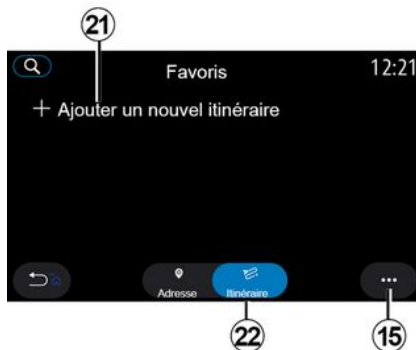 21
Favoris
12:21
+ Ajouter un nouvel itinéraire
Adresse
Itinéraire
22
15